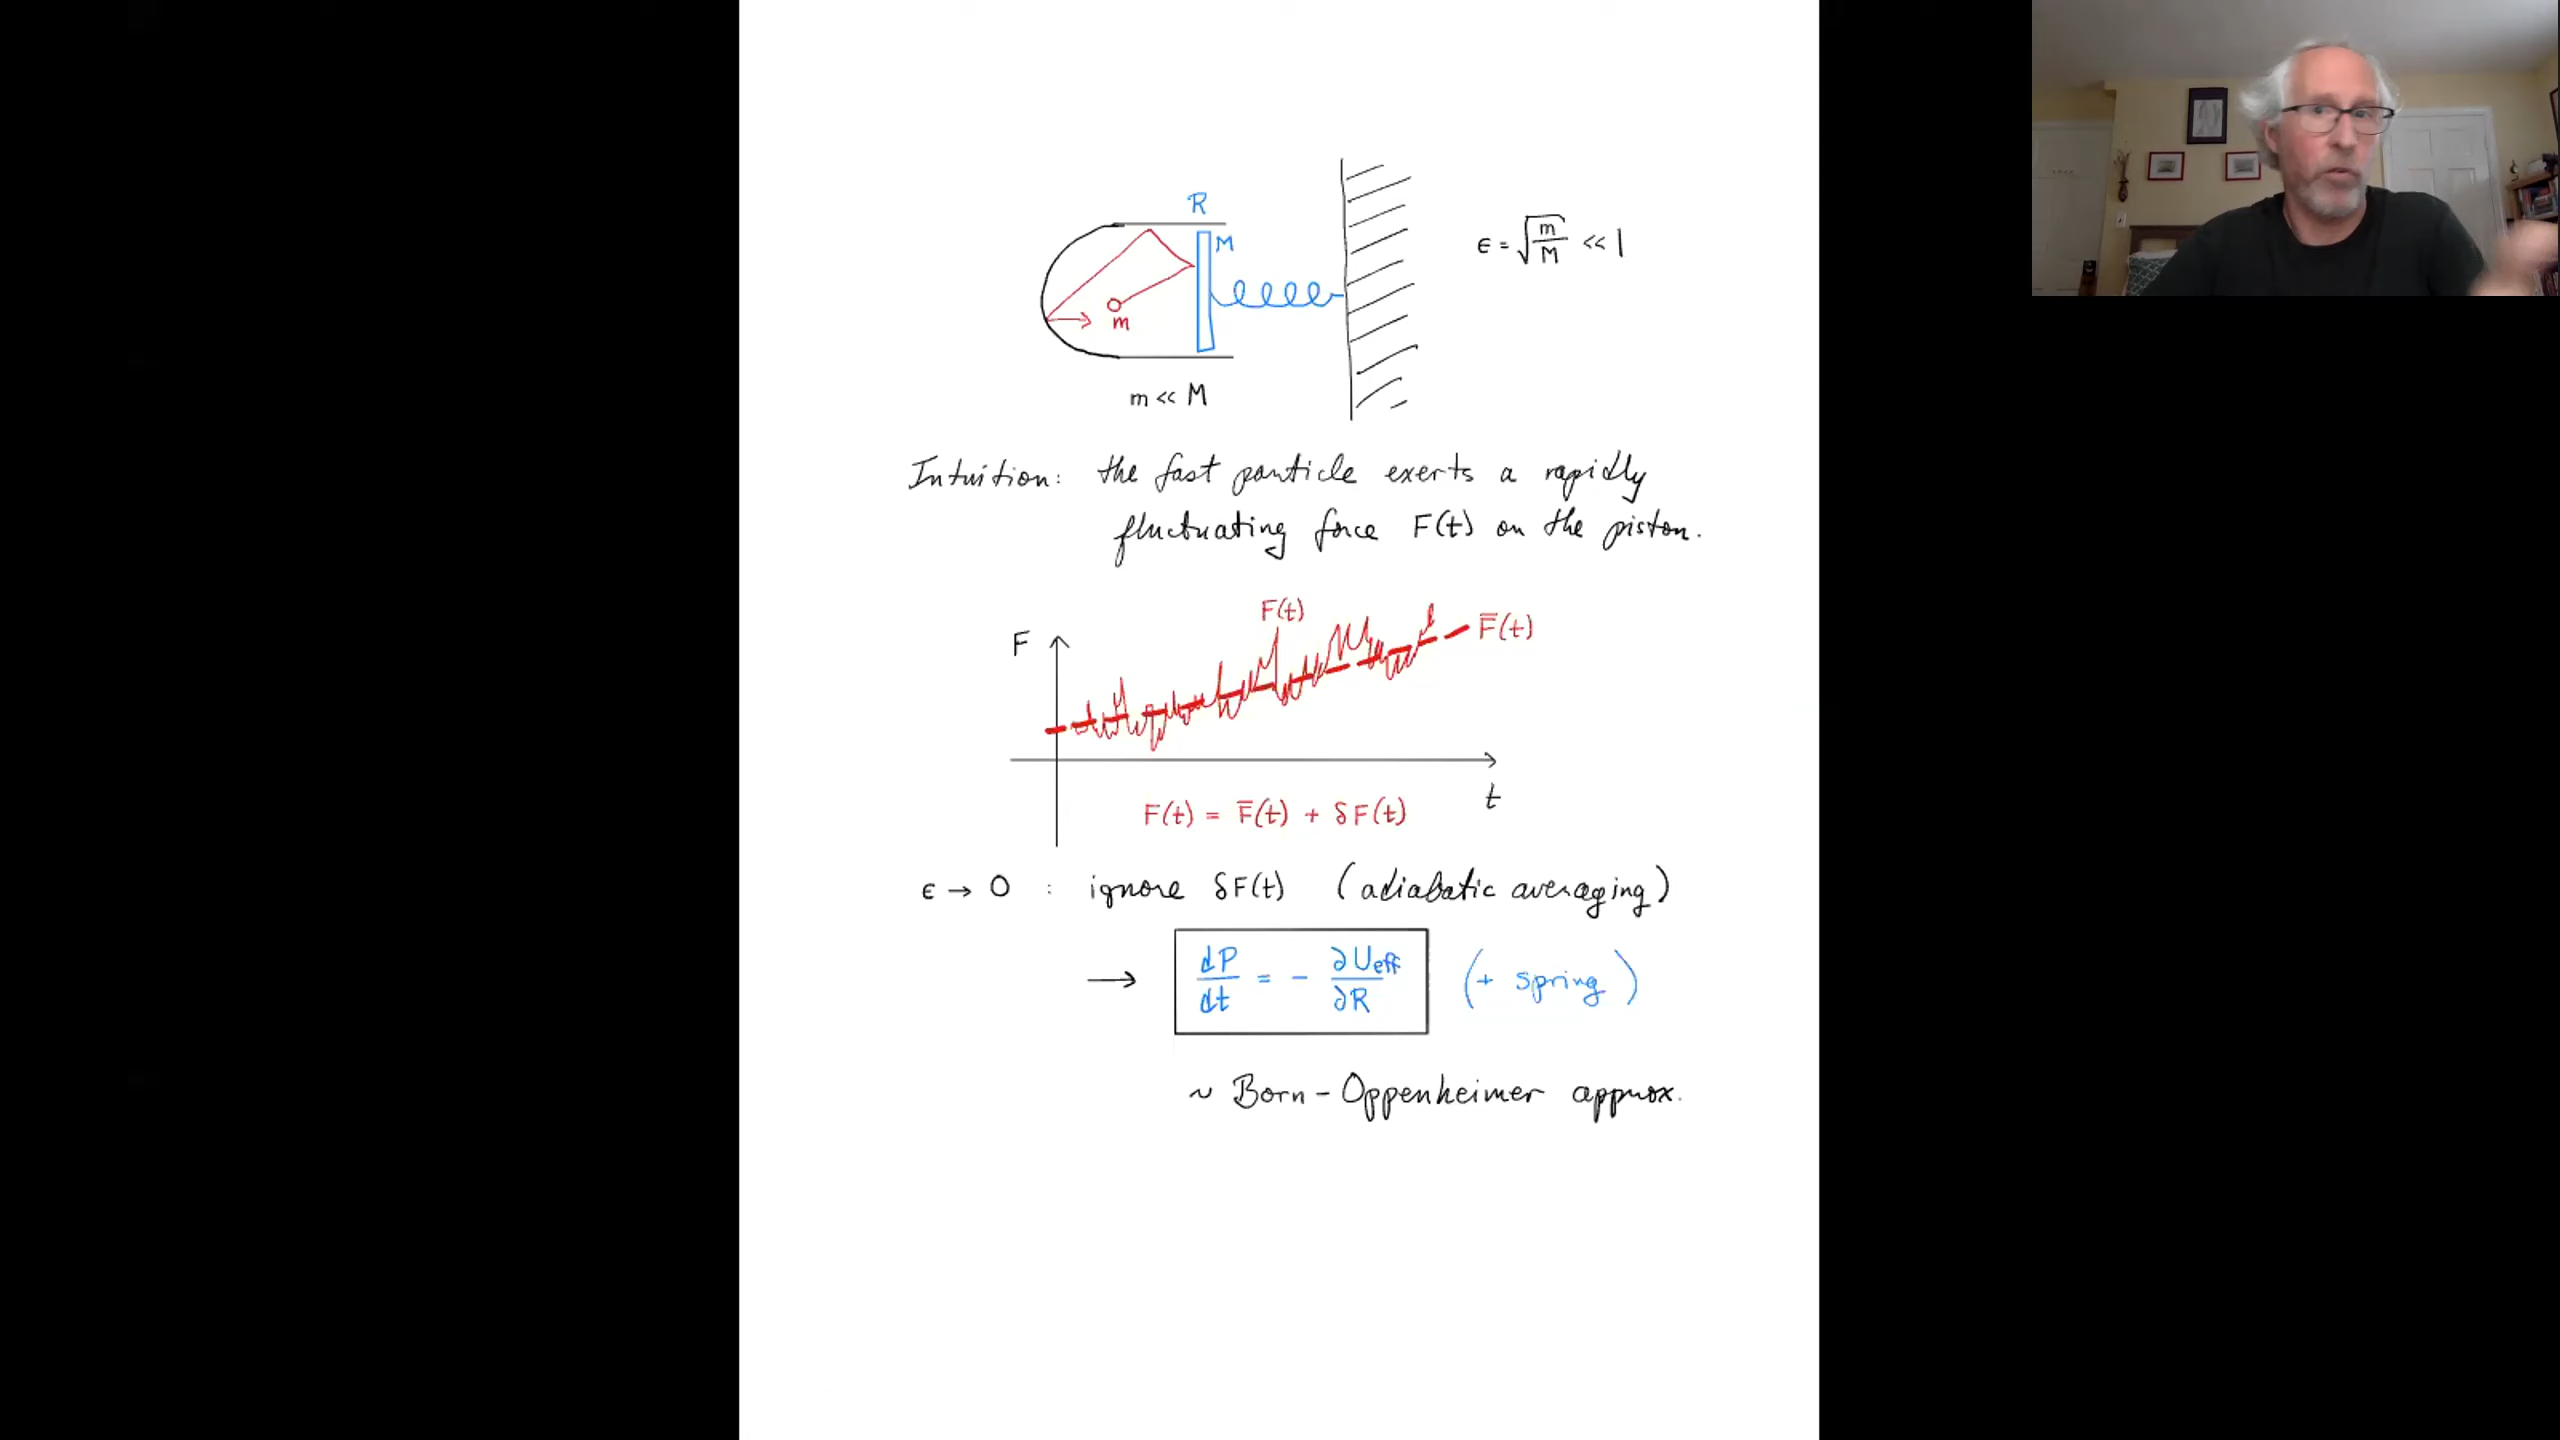 R
M
m
m << M
ϵ = √(m/M) << 1
Intuition: the fast particle exerts a rapidly
fluctuating force F(t) on the piston.
F(t)
F̄(t)
F
t
F(t) = F̄(t) + δF(t)
ϵ → 0 : ignore δF(t) (adiabatic averaging)
→ dP/dt = - ∂Ueff/∂R (+ spring)
~ Born-Oppenheimer approx.